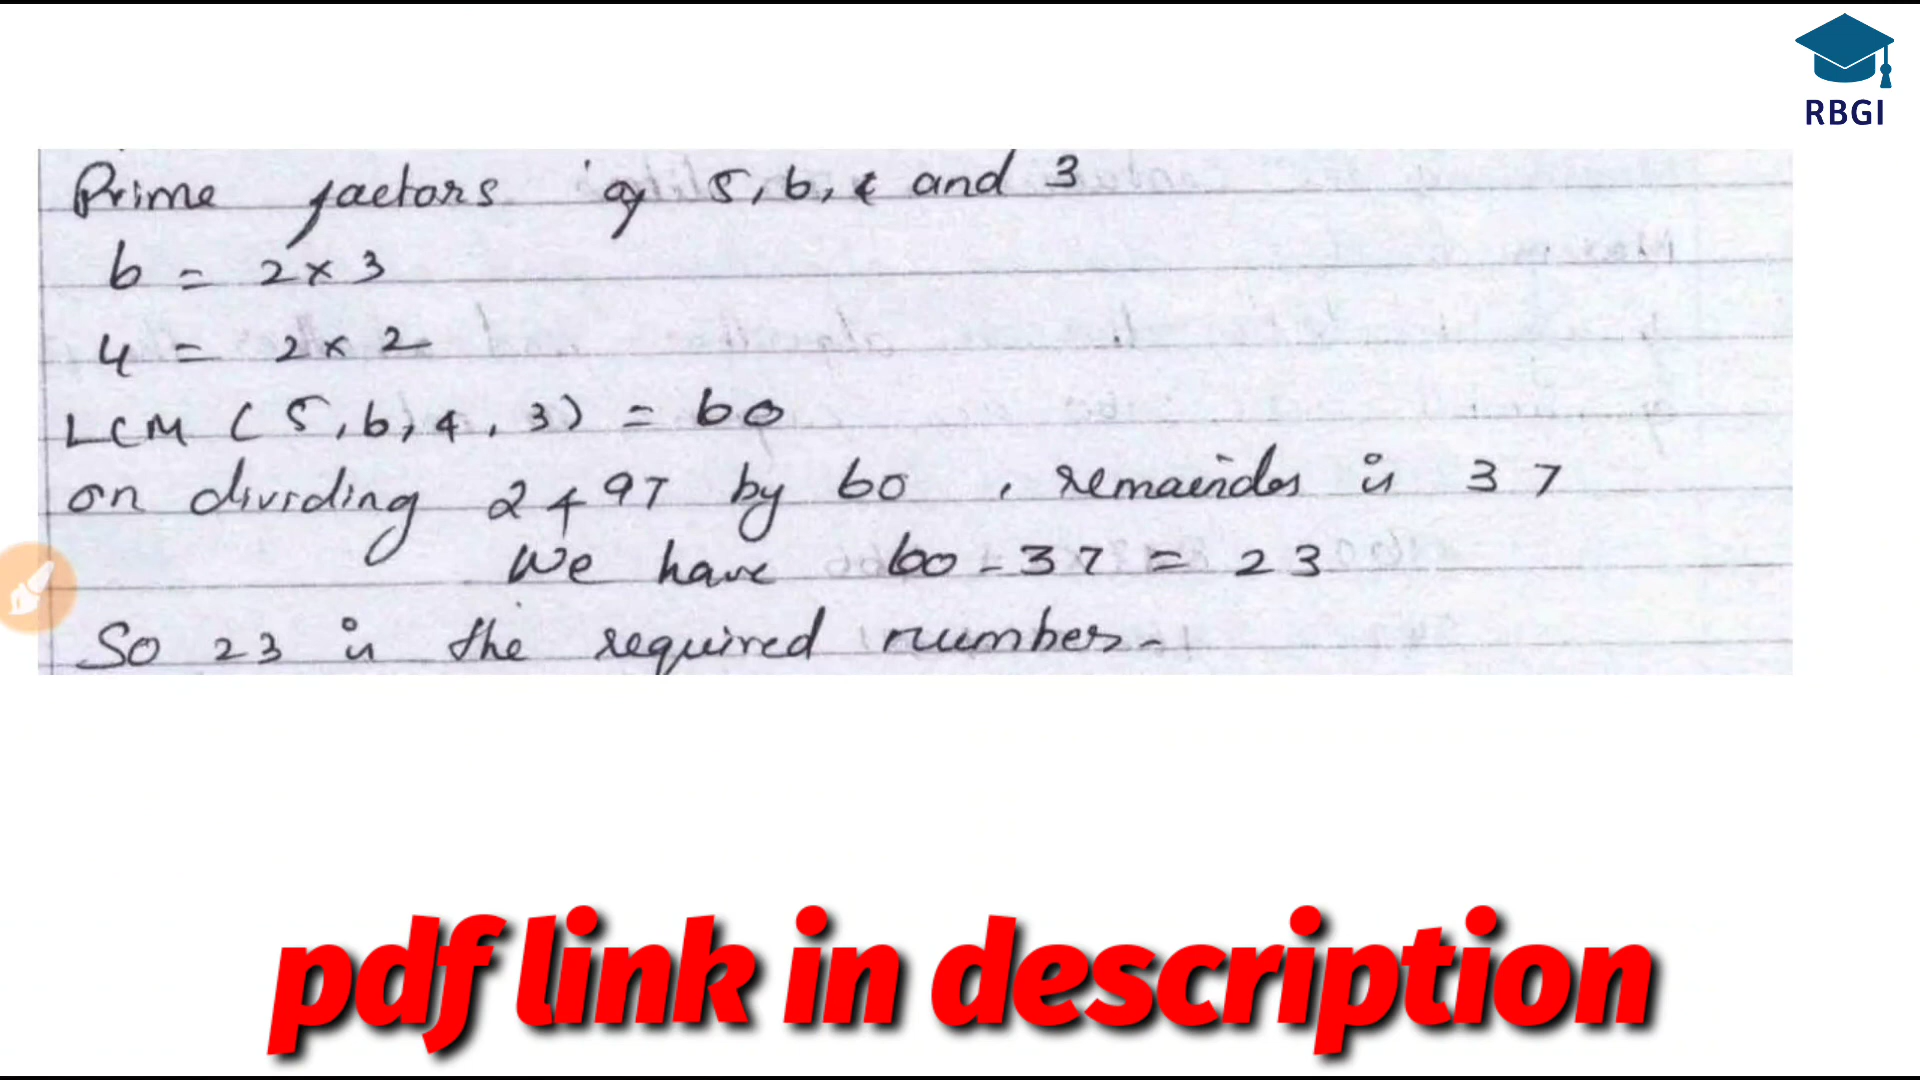 RBGI
Prime factors of 5, 6, 4 and 3
6 = 2 × 3
4 = 2 × 2
LCM (5, 6, 4, 3) = 60
on dividing 2497 by 60, remainder is 37
We have 60 - 37 = 23
So 23 is the required number.
pdf link in description